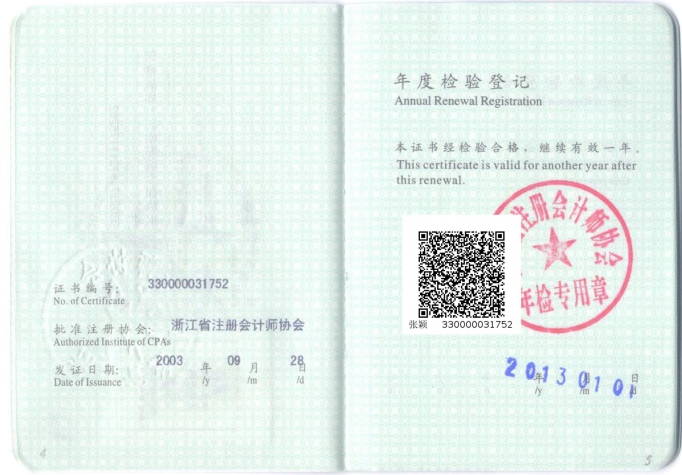 证书编号: 330000031752
No. of Certificate
批准注册协会: 浙江省注册会计师协会
Authorized Institute of CPAs
发证日期: 2003 年 09 月 28 日
Date of Issuance /y /m /d
4
年度检验登记
Annual Renewal Registration
本证书经检验合格，继续有效一年。
This certificate is valid for another year after
this renewal.
注册会计师协会
年检专用章
张颖 330000031752
2013 年 01 月 01 日
/y /m /d
5